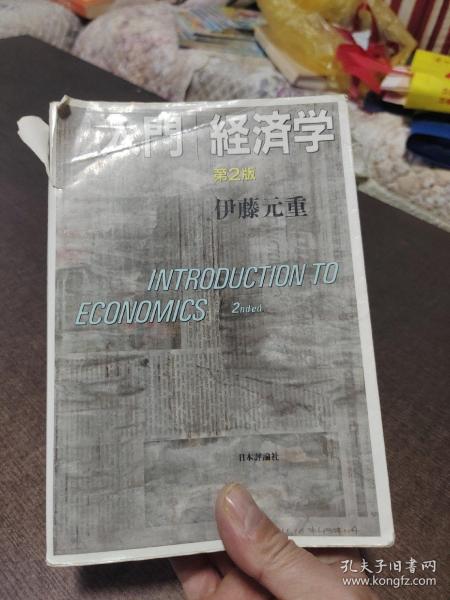 入門 経済学
第2版
伊藤元重
INTRODUCTION TO
ECONOMICS 2nd ed.
日本評論社
孔夫子旧书网
www.kongfz.com